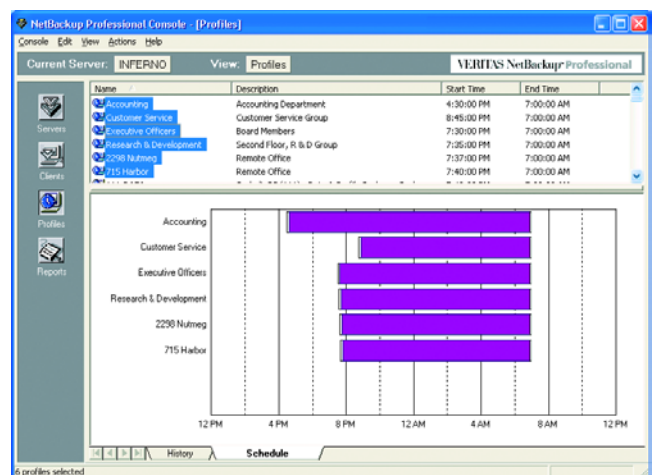 NetBackup Professional Console - [Profiles]
Console Edit View Actions Help
Current Server: INFERNO View: Profiles VERITAS NetBackup Professional
Servers
Clients
Profiles
Reports
Name Description Start Time End Time
Accounting Accounting Department 4:30:00 PM 7:00:00 AM
Customer Service Customer Service Group 8:45:00 PM 7:00:00 AM
Executive Officers Board Members 7:30:00 PM 7:00:00 AM
Research & Development Second Floor, R & D Group 7:35:00 PM 7:00:00 AM
2298 Nutmeg Remote Office 7:37:00 PM 7:00:00 AM
715 Harbor Remote Office 7:40:00 PM 7:00:00 AM
Accounting
Customer Service
Executive Officers
Research & Development
2298 Nutmeg
715 Harbor
12 PM 4 PM 8 PM 12 AM 4 AM 8 AM 12 PM
History Schedule
6 profiles selected